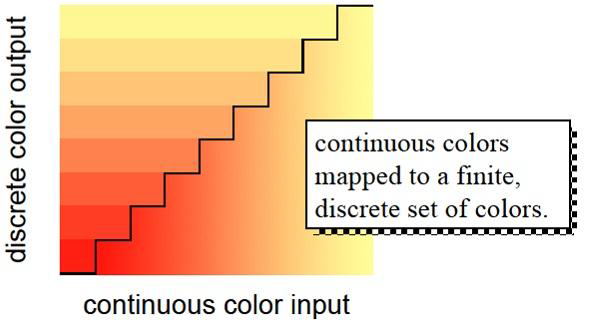 discrete color output
continuous colors
mapped to a finite,
discrete set of colors.
continuous color input